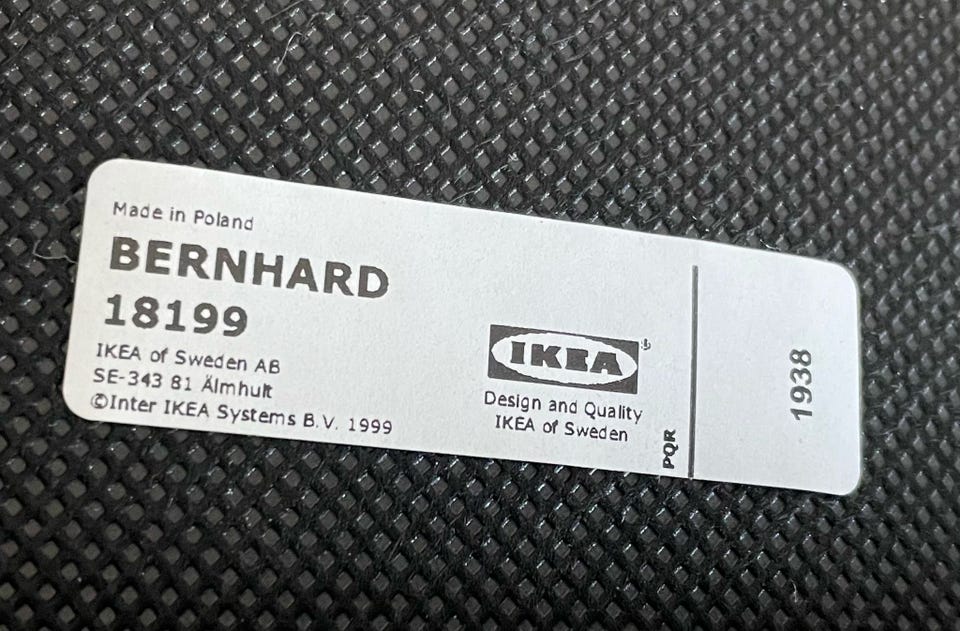 Made in Poland
BERNHARD
18199
IKEA of Sweden AB
SE-343 81 Älmhult
©Inter IKEA Systems B.V. 1999
IKEA®
Design and Quality
IKEA of Sweden
PQR
1938